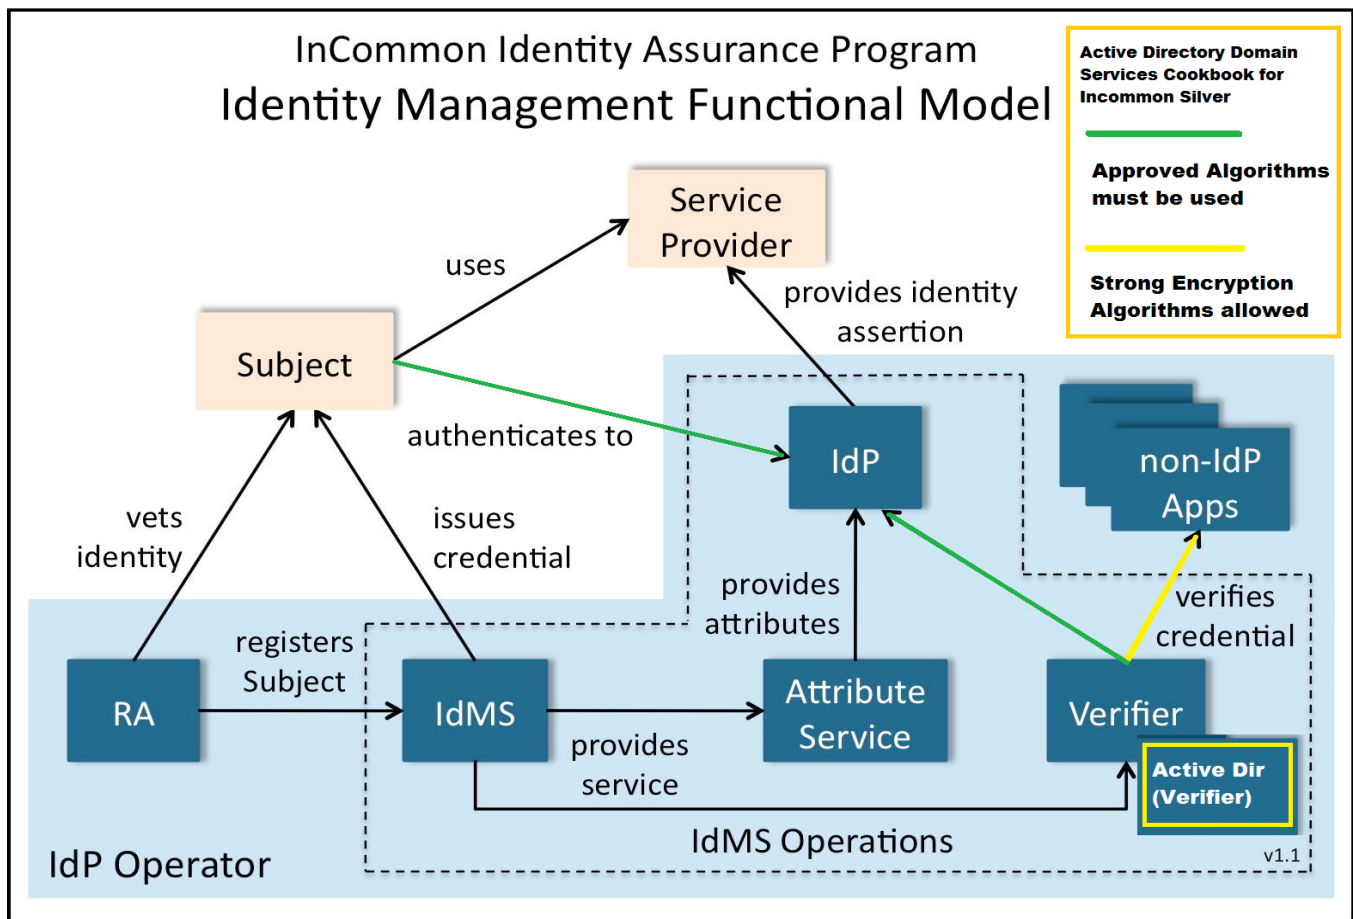 InCommon Identity Assurance Program
Identity Management Functional Model
Active Directory Domain
Services Cookbook for
Incommon Silver
Approved Algorithms
must be used
Strong Encryption
Algorithms allowed
Service
Provider
uses
provides identity
assertion
Subject
authenticates to
IdP
non-IdP
Apps
vets
identity
issues
credential
provides
attributes
verifies
credential
registers
Subject
RA
IdMS
Attribute
Service
Verifier
provides
service
Active Dir
(Verifier)
IdMS Operations
IdP Operator
v1.1